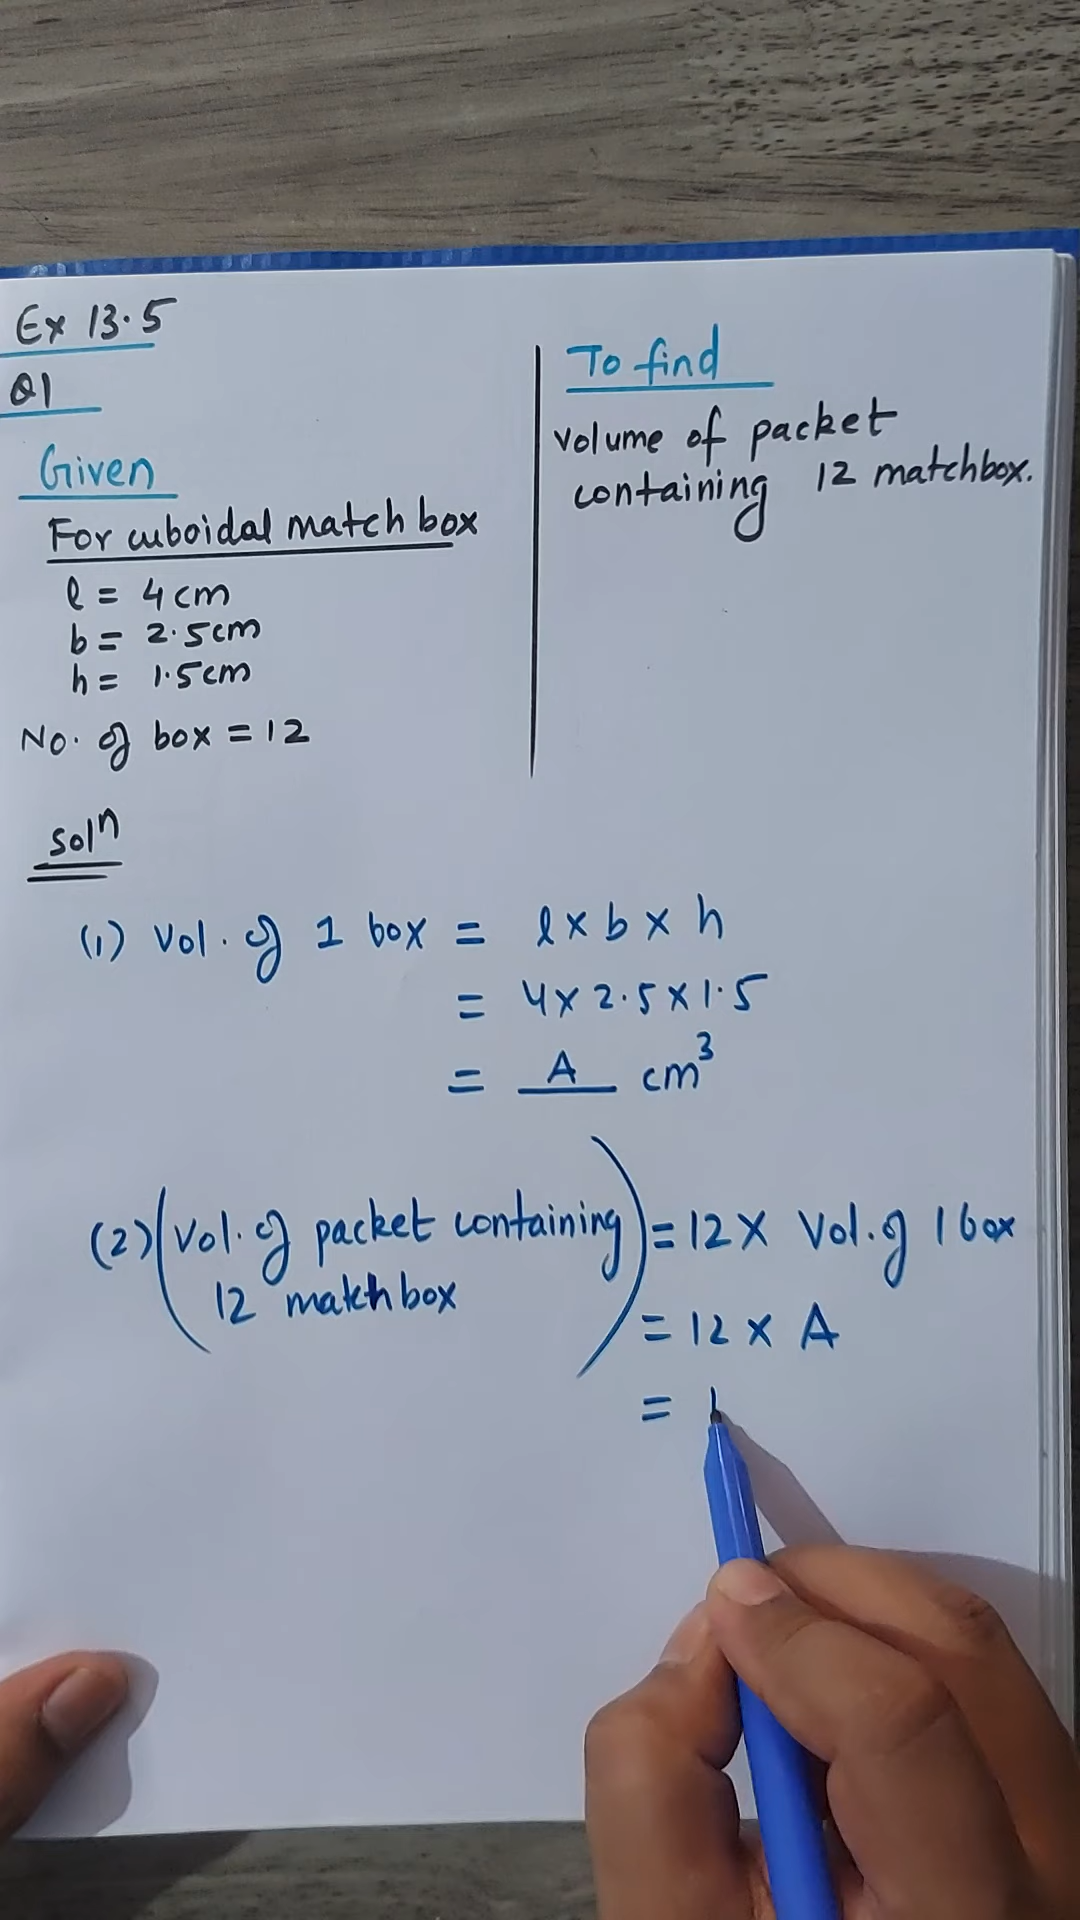 Ex 13.5
Q1
Given
For cuboidal match box
l = 4cm
b = 2.5cm
h = 1.5cm
No. of box = 12
To find
volume of packet
containing 12 matchbox.
Solⁿ
(1) Vol. of 1 box = l × b × h
= 4 × 2.5 × 1.5
= A cm³
(2) (Vol. of packet containing
12 match box) = 12 × Vol. of 1 box
= 12 × A
=